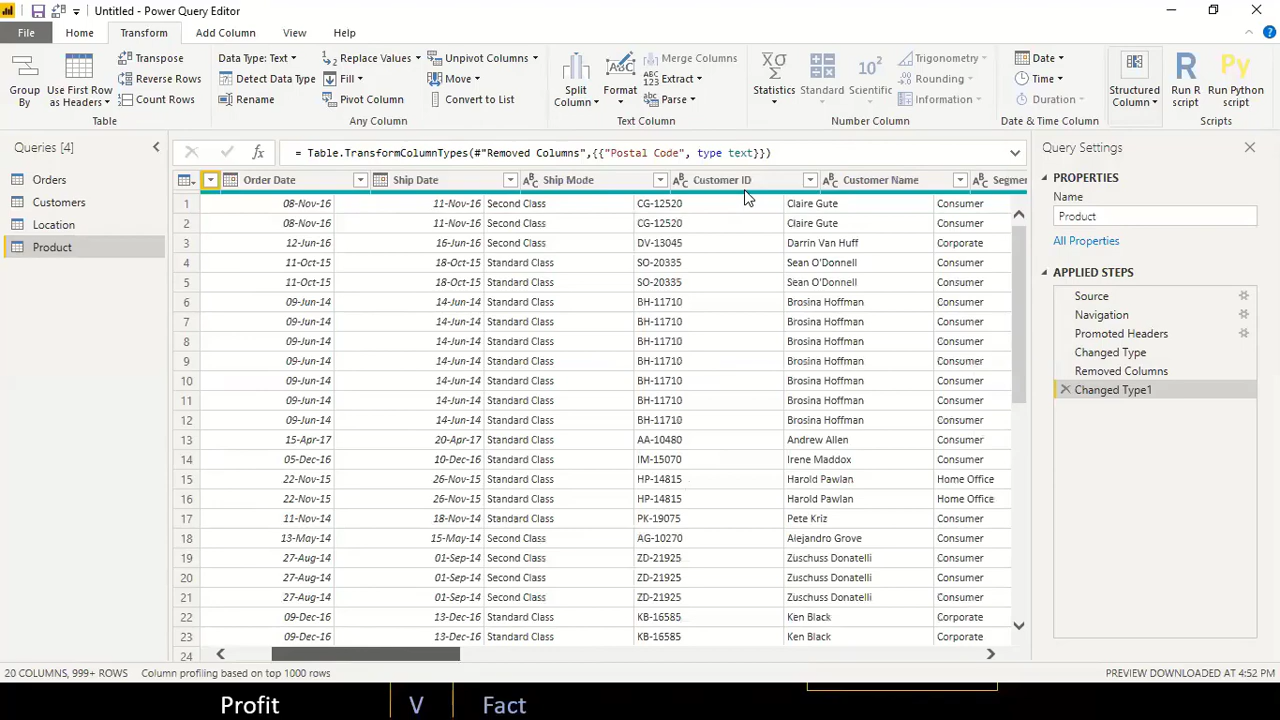 Untitled - Power Query Editor
File Home Transform Add Column View Help
Group By
Use First Row as Headers
Transpose
Reverse Rows
Count Rows
Table
Data Type: Text
Detect Data Type
Rename
Replace Values
Fill
Pivot Column
Unpivot Columns
Move
Convert to List
Any Column
Split Column
Format
Merge Columns
Extract
Parse
Text Column
Statistics
Standard
Scientific
Trigonometry
Rounding
Information
Number Column
Date
Time
Duration
Date & Time Column
Structured Column
Run R script
Run Python script
Scripts
Queries [4]
Orders
Customers
Location
Product
= Table.TransformColumnTypes(#"Removed Columns",{{"Postal Code", type text}})
Order Date Ship Date Ship Mode Customer ID Customer Name Segmen
1 08-Nov-16 11-Nov-16 Second Class CG-12520 Claire Gute Consumer
2 08-Nov-16 11-Nov-16 Second Class CG-12520 Claire Gute Consumer
3 12-Jun-16 16-Jun-16 Second Class DV-13045 Darrin Van Huff Corporate
4 11-Oct-15 18-Oct-15 Standard Class SO-20335 Sean O'Donnell Consumer
5 11-Oct-15 18-Oct-15 Standard Class SO-20335 Sean O'Donnell Consumer
6 09-Jun-14 14-Jun-14 Standard Class BH-11710 Brosina Hoffman Consumer
7 09-Jun-14 14-Jun-14 Standard Class BH-11710 Brosina Hoffman Consumer
8 09-Jun-14 14-Jun-14 Standard Class BH-11710 Brosina Hoffman Consumer
9 09-Jun-14 14-Jun-14 Standard Class BH-11710 Brosina Hoffman Consumer
10 09-Jun-14 14-Jun-14 Standard Class BH-11710 Brosina Hoffman Consumer
11 09-Jun-14 14-Jun-14 Standard Class BH-11710 Brosina Hoffman Consumer
12 09-Jun-14 14-Jun-14 Standard Class BH-11710 Brosina Hoffman Consumer
13 15-Apr-17 20-Apr-17 Standard Class AA-10480 Andrew Allen Consumer
14 05-Dec-16 10-Dec-16 Standard Class IM-15070 Irene Maddox Consumer
15 22-Nov-15 26-Nov-15 Standard Class HP-14815 Harold Pawlan Home Office
16 22-Nov-15 26-Nov-15 Standard Class HP-14815 Harold Pawlan Home Office
17 11-Nov-14 18-Nov-14 Standard Class PK-19075 Pete Kriz Consumer
18 13-May-14 15-May-14 Second Class AG-10270 Alejandro Grove Consumer
19 27-Aug-14 01-Sep-14 Second Class ZD-21925 Zuschuss Donatelli Consumer
20 27-Aug-14 01-Sep-14 Second Class ZD-21925 Zuschuss Donatelli Consumer
21 27-Aug-14 01-Sep-14 Second Class ZD-21925 Zuschuss Donatelli Consumer
22 09-Dec-16 13-Dec-16 Standard Class KB-16585 Ken Black Corporate
23 09-Dec-16 13-Dec-16 Standard Class KB-16585 Ken Black Corporate
24
Query Settings
PROPERTIES
Name
Product
All Properties
APPLIED STEPS
Source
Navigation
Promoted Headers
Changed Type
Removed Columns
Changed Type1
20 COLUMNS, 999+ ROWS Column profiling based on top 1000 rows PREVIEW DOWNLOADED AT 4:52 PM
Profit V Fact